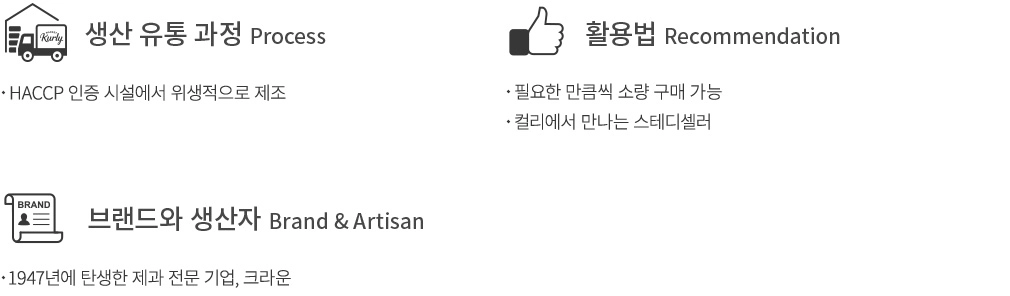 Kurly
생산 유통 과정 Process
· HACCP 인증 시설에서 위생적으로 제조
활용법 Recommendation
· 필요한 만큼씩 소량 구매 가능
· 컬리에서 만나는 스테디셀러
BRAND
브랜드와 생산자 Brand & Artisan
· 1947년에 탄생한 제과 전문 기업, 크라운